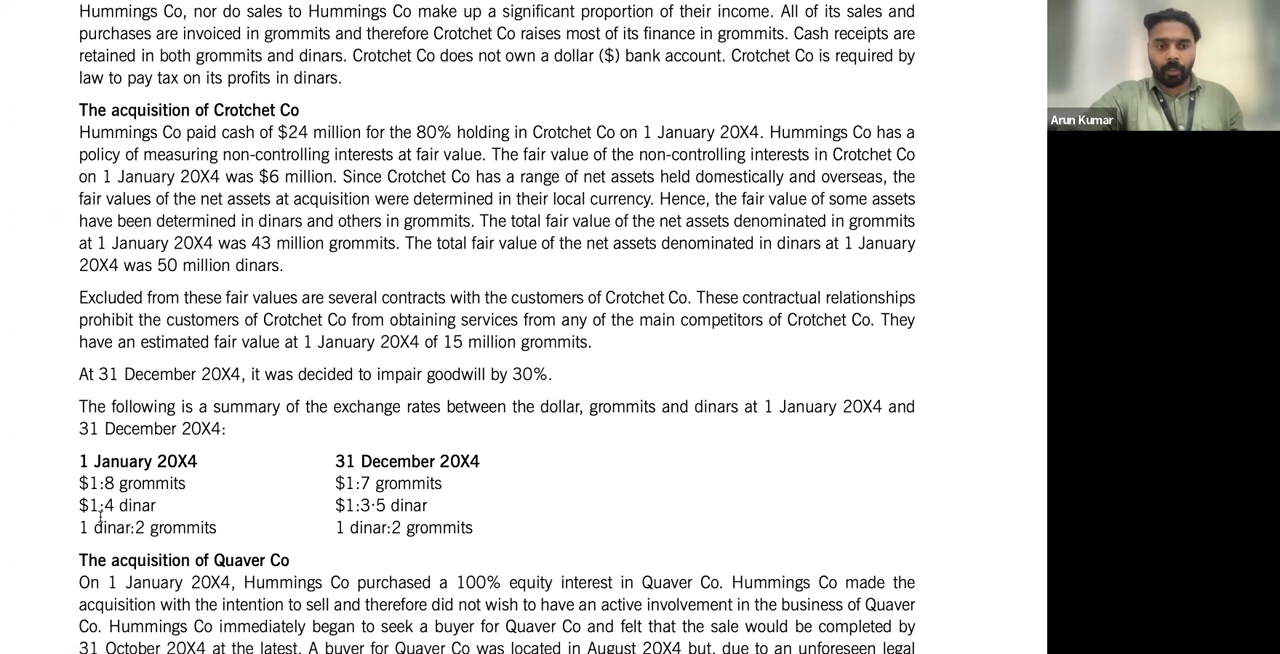 Hummings Co, nor do sales to Hummings Co make up a significant proportion of their income. All of its sales and
purchases are invoiced in grommits and therefore Crotchet Co raises most of its finance in grommits. Cash receipts are
retained in both grommits and dinars. Crotchet Co does not own a dollar ($) bank account. Crotchet Co is required by
law to pay tax on its profits in dinars.
The acquisition of Crotchet Co
Hummings Co paid cash of $24 million for the 80% holding in Crotchet Co on 1 January 20X4. Hummings Co has a
policy of measuring non-controlling interests at fair value. The fair value of the non-controlling interests in Crotchet Co
on 1 January 20X4 was $6 million. Since Crotchet Co has a range of net assets held domestically and overseas, the
fair values of the net assets at acquisition were determined in their local currency. Hence, the fair value of some assets
have been determined in dinars and others in grommits. The total fair value of the net assets denominated in grommits
at 1 January 20X4 was 43 million grommits. The total fair value of the net assets denominated in dinars at 1 January
20X4 was 50 million dinars.
Excluded from these fair values are several contracts with the customers of Crotchet Co. These contractual relationships
prohibit the customers of Crotchet Co from obtaining services from any of the main competitors of Crotchet Co. They
have an estimated fair value at 1 January 20X4 of 15 million grommits.
At 31 December 20X4, it was decided to impair goodwill by 30%.
The following is a summary of the exchange rates between the dollar, grommits and dinars at 1 January 20X4 and
31 December 20X4:
1 January 20X4 31 December 20X4
$1:8 grommits $1:7 grommits
$1:4 dinar $1:3·5 dinar
1 dinar:2 grommits 1 dinar:2 grommits
The acquisition of Quaver Co
On 1 January 20X4, Hummings Co purchased a 100% equity interest in Quaver Co. Hummings Co made the
acquisition with the intention to sell and therefore did not wish to have an active involvement in the business of Quaver
Co. Hummings Co immediately began to seek a buyer for Quaver Co and felt that the sale would be completed by
31 October 20X4 at the latest. A buyer for Quaver Co was located in August 20X4 but, due to an unforeseen legal
Arun Kumar